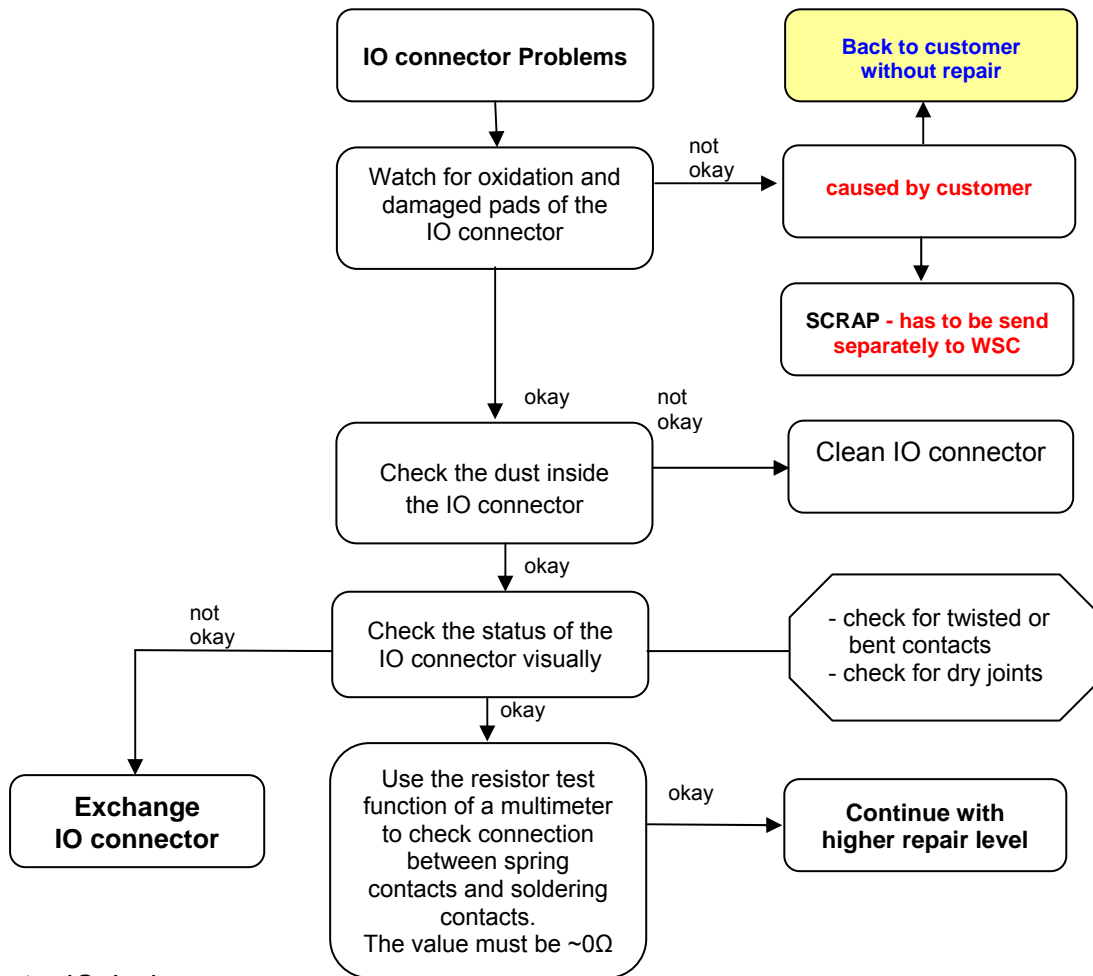 IO connector Problems
Back to customer
without repair
not
okay
Watch for oxidation and
damaged pads of the
IO connector
caused by customer
SCRAP - has to be send
separately to WSC
okay
not
okay
Check the dust inside
the IO connector
Clean IO connector
okay
not
okay
Check the status of the
IO connector visually
- check for twisted or
bent contacts
- check for dry joints
okay
Exchange
IO connector
Use the resistor test
function of a multimeter
to check connection
between spring
contacts and soldering
contacts.
The value must be ~0Ω
okay
Continue with
higher repair level